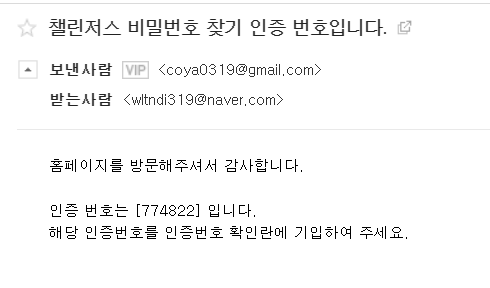 챌린저스 비밀번호 찾기 인증 번호입니다.
보낸사람 VIP <coya0319@gmail.com>
받는사람 <wltndi319@naver.com>
홈페이지를 방문해주셔서 감사합니다.
인증 번호는 [774822] 입니다.
해당 인증번호를 인증번호 확인란에 기입하여 주세요.